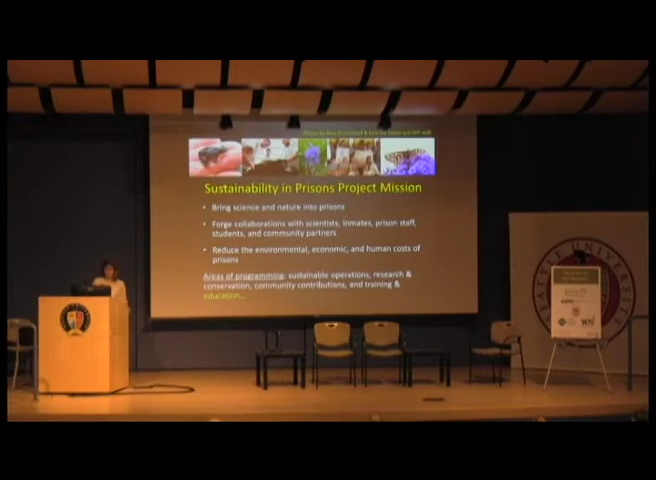 Sustainability in Prisons Project Mission
• Bring science and nature into prisons
• Forge collaborations with scientists, inmates, prison staff,
students, and community partners
• Reduce the environmental, economic, and human costs of
prisons
Areas of programming: sustainable operations, research &
conservation, community contributions, and training &
education...
SEATTLE UNIVERSITY